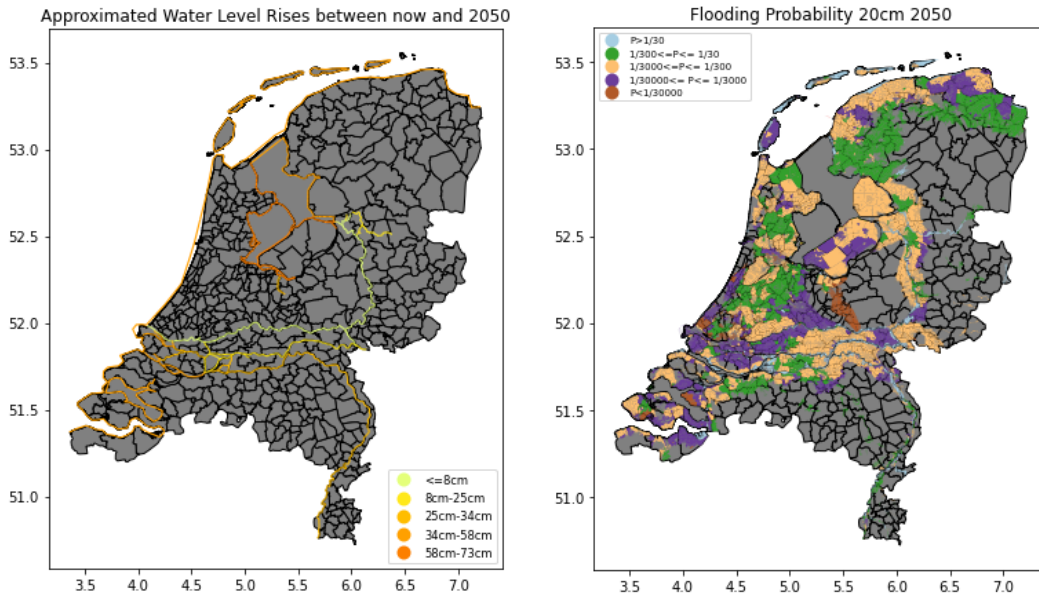 Approximated Water Level Rises between now and 2050
53.5
53.0
52.5
52.0
51.5
51.0
<=8cm
8cm-25cm
25cm-34cm
34cm-58cm
58cm-73cm
3.5 4.0 4.5 5.0 5.5 6.0 6.5 7.0
Flooding Probability 20cm 2050
P>1/30
1/300<=P<= 1/30
1/3000<=P<= 1/300
1/30000<= P<= 1/3000
P<1/30000
53.5
53.0
52.5
52.0
51.5
51.0
3.5 4.0 4.5 5.0 5.5 6.0 6.5 7.0